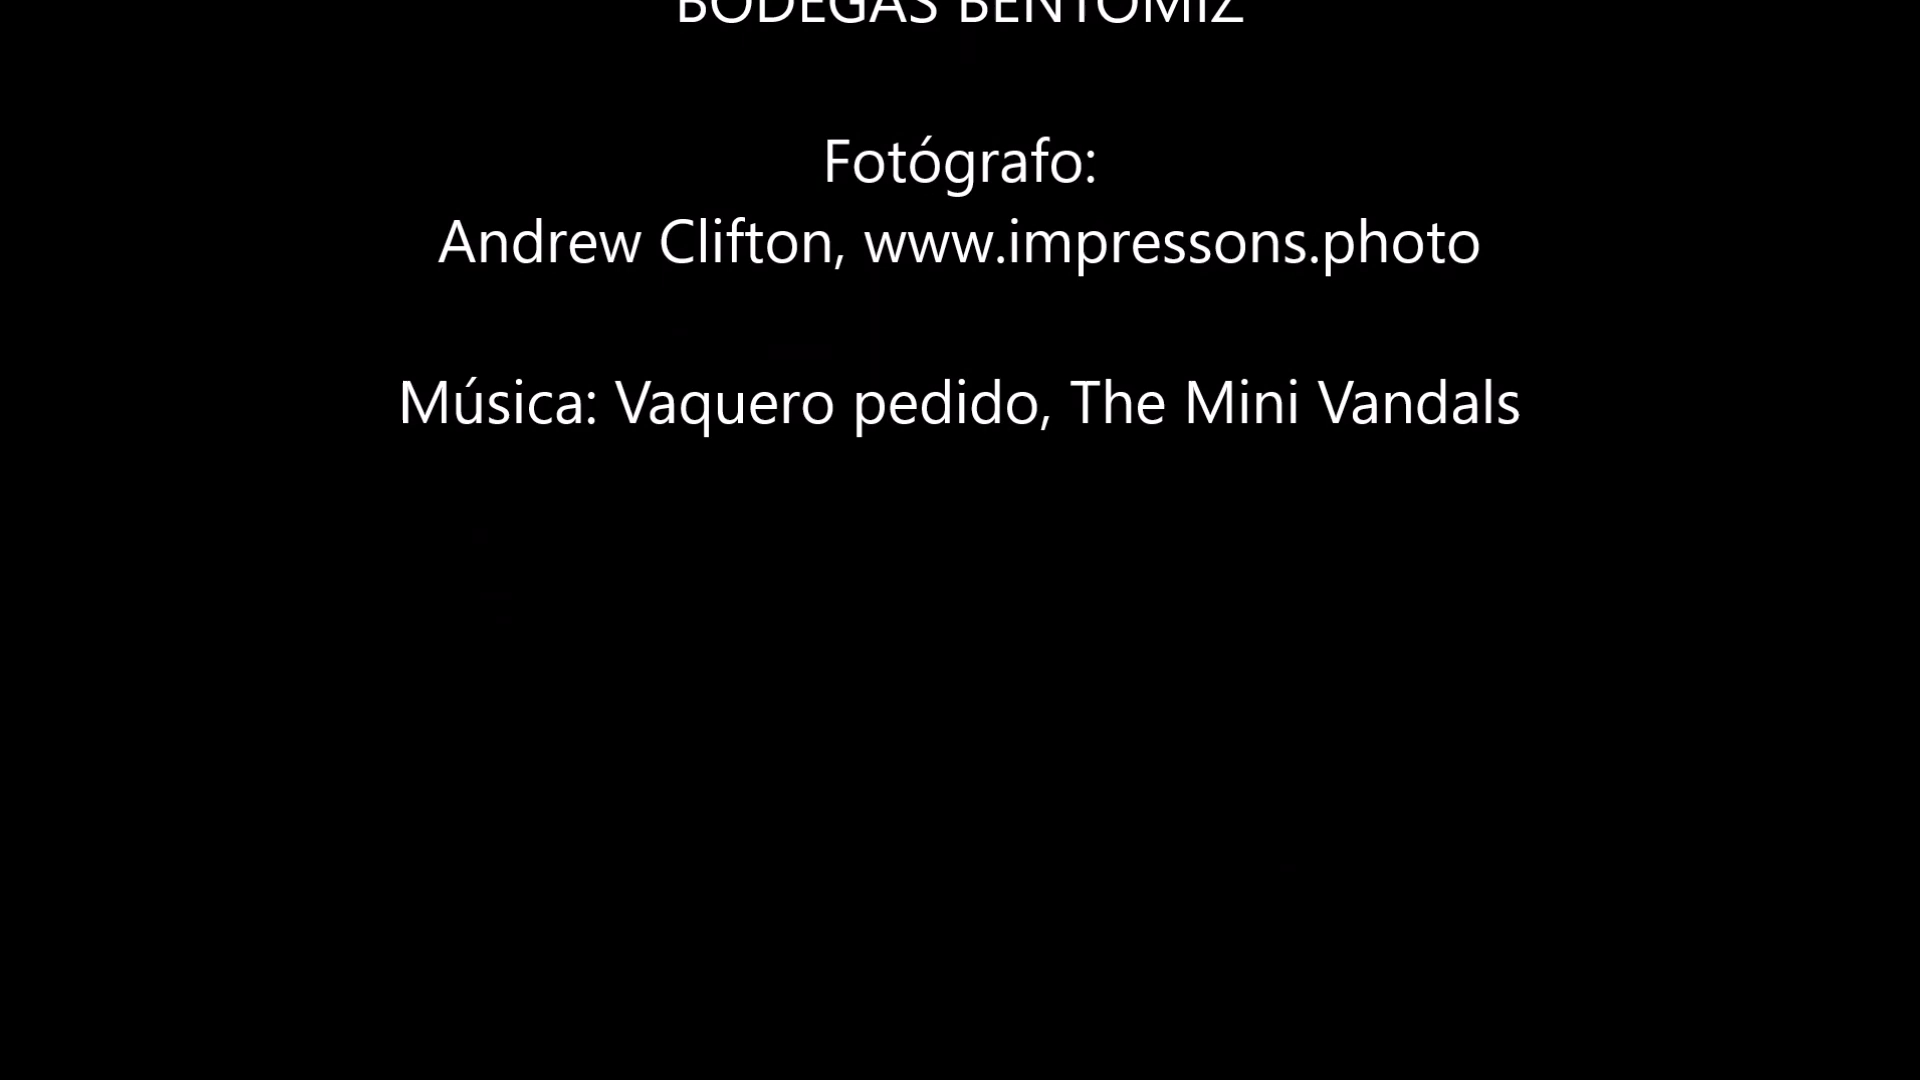 BODEGAS BENTOMIZ
Fotógrafo:
Andrew Clifton, www.impressons.photo
Música: Vaquero pedido, The Mini Vandals